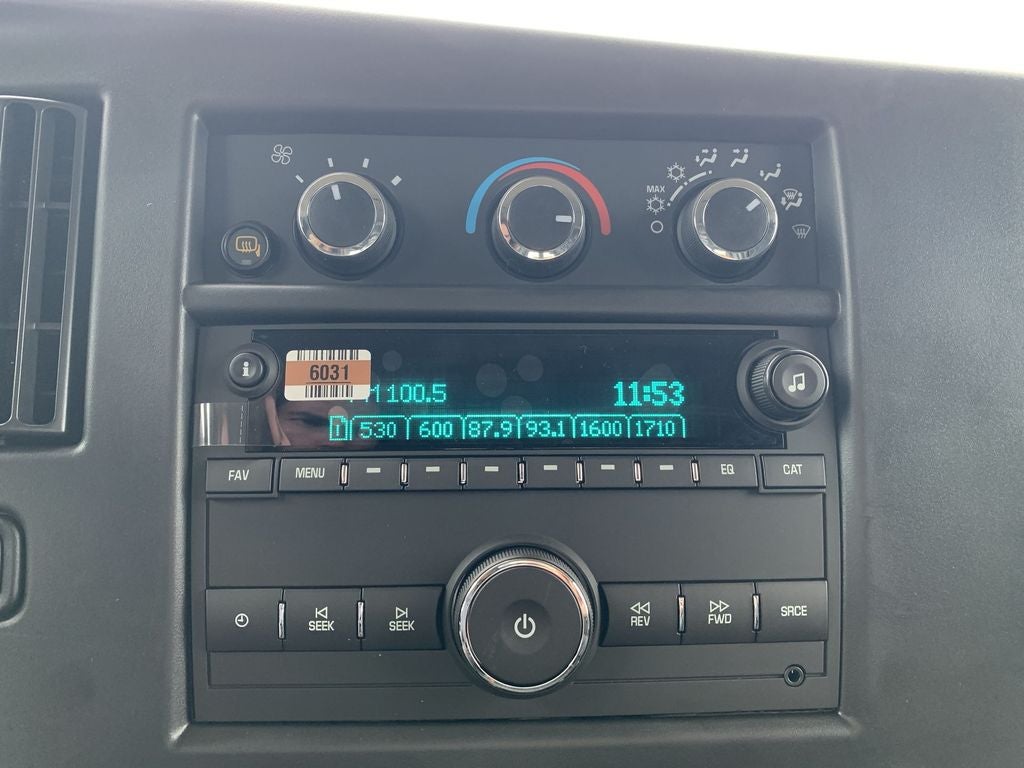 MAX
6031
100.5
11:53
1 530 600 87.9 93.1 1600 1710
FAV MENU EQ CAT
SEEK SEEK REV FWD SRCE